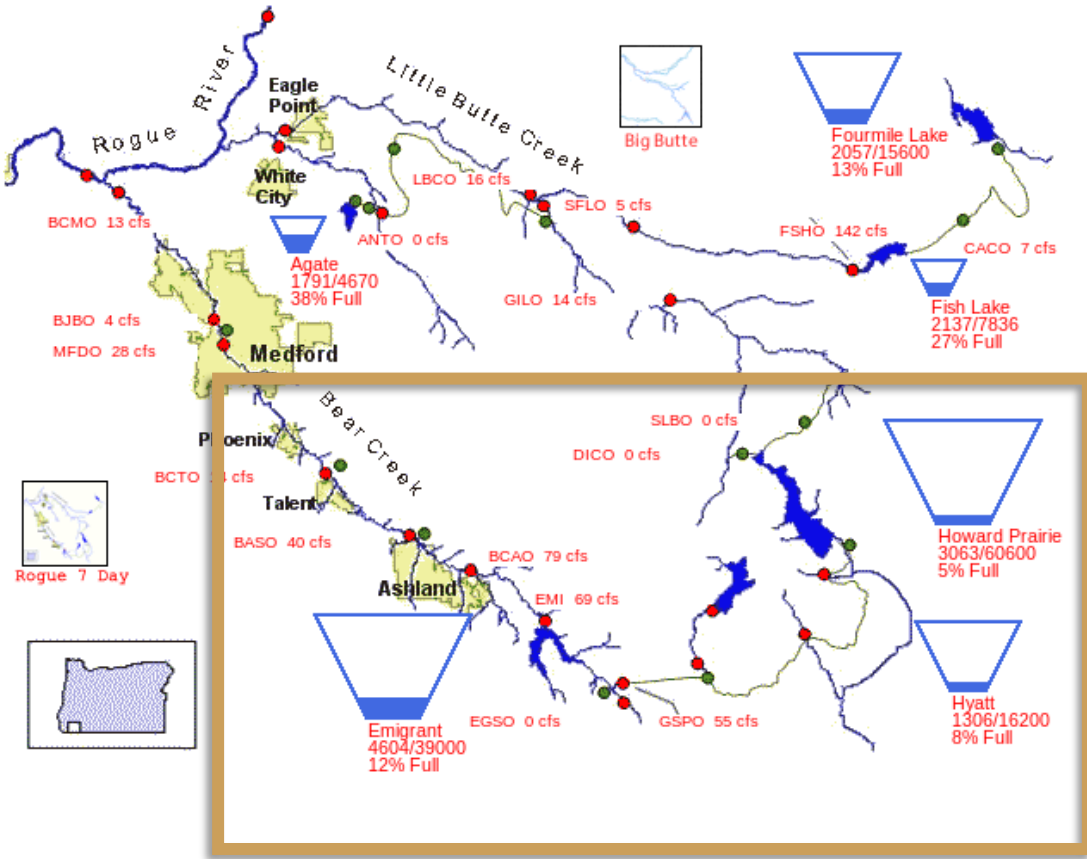 Rogue River
Eagle
Point
Little Butte Creek
Big Butte
Fourmile Lake
2057/15600
13% Full
White
City
LBCO 16 cfs
BCMO 13 cfs
SFLO 5 cfs
ANTO 0 cfs
FSHO 142 cfs
CACO 7 cfs
Agate
1791/4670
38% Full
GILO 14 cfs
Fish Lake
2137/7836
27% Full
BJBO 4 cfs
MFDO 28 cfs
Medford
Bear Creek
Phoenix
SLBO 0 cfs
DICO 0 cfs
BCTO cfs
Talent
Howard Prairie
3063/60600
5% Full
BASO 40 cfs
BCAO 79 cfs
Rogue 7 Day
Ashland
EMI 69 cfs
EGSO 0 cfs
GSPO 55 cfs
Hyatt
1306/16200
8% Full
Emigrant
4604/39000
12% Full